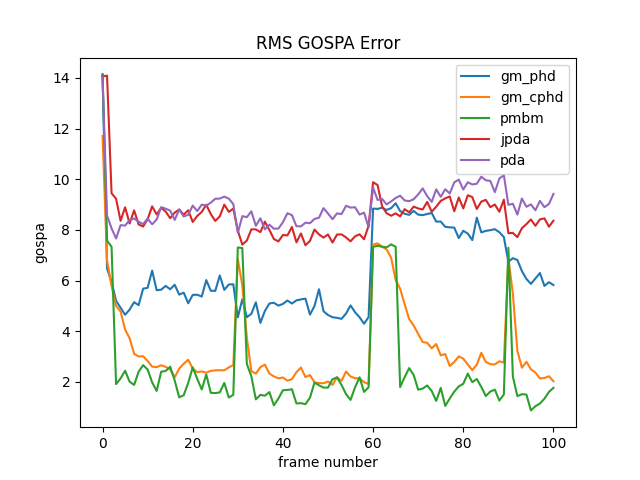 RMS GOSPA Error
gospa
14
12
10
8
6
4
2
gm_phd
gm_cphd
pmbm
jpda
pda
0 20 40 60 80 100
frame number